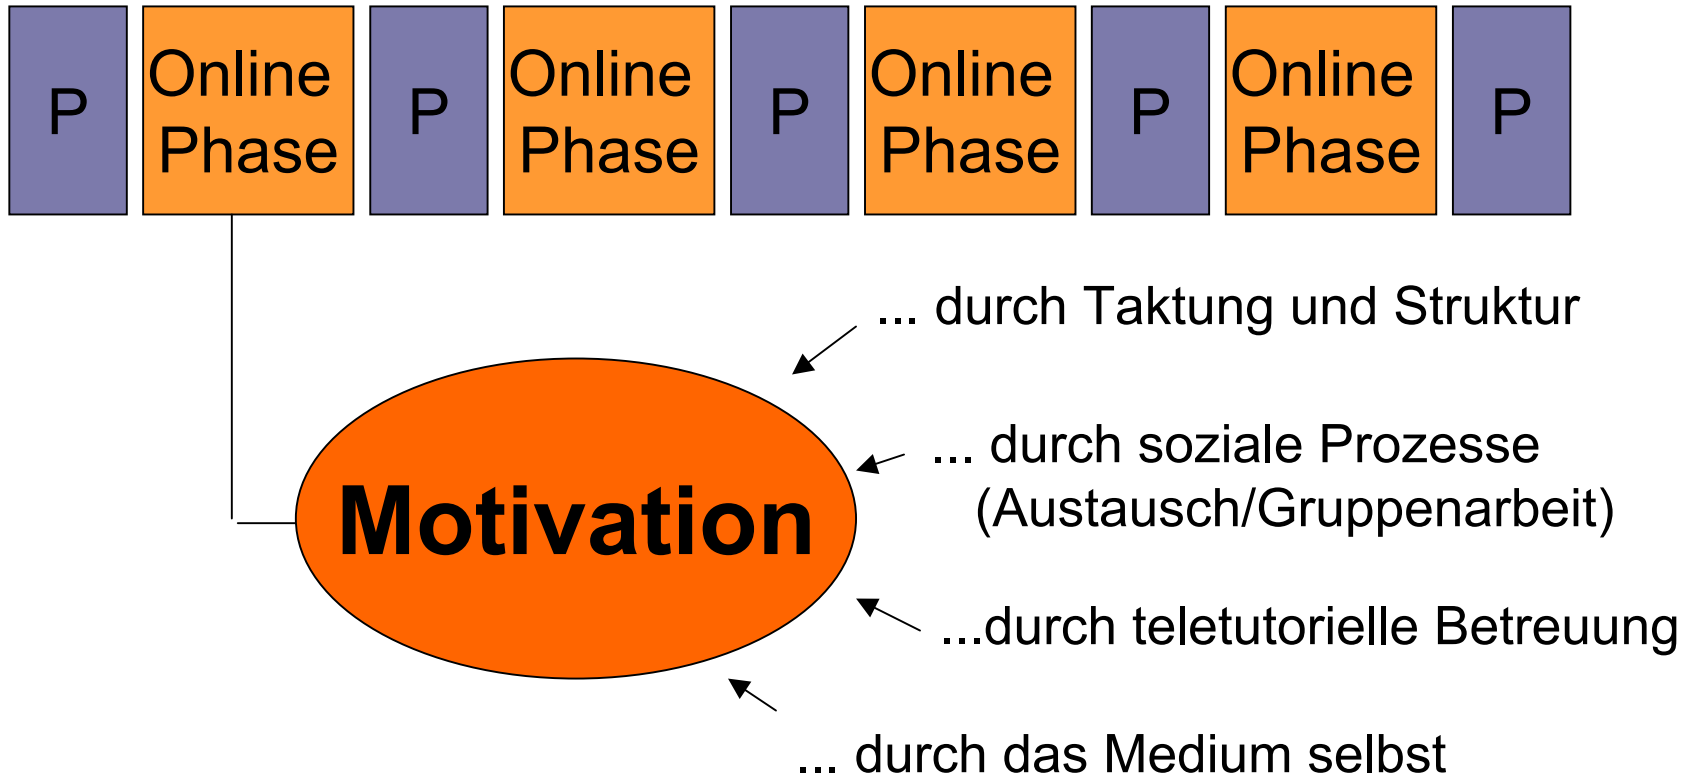 P Online P Online P Online P Online P
Phase Phase Phase Phase
... durch Taktung und Struktur
... durch soziale Prozesse
(Austausch/Gruppenarbeit)
Motivation
...durch teletutorielle Betreuung
... durch das Medium selbst